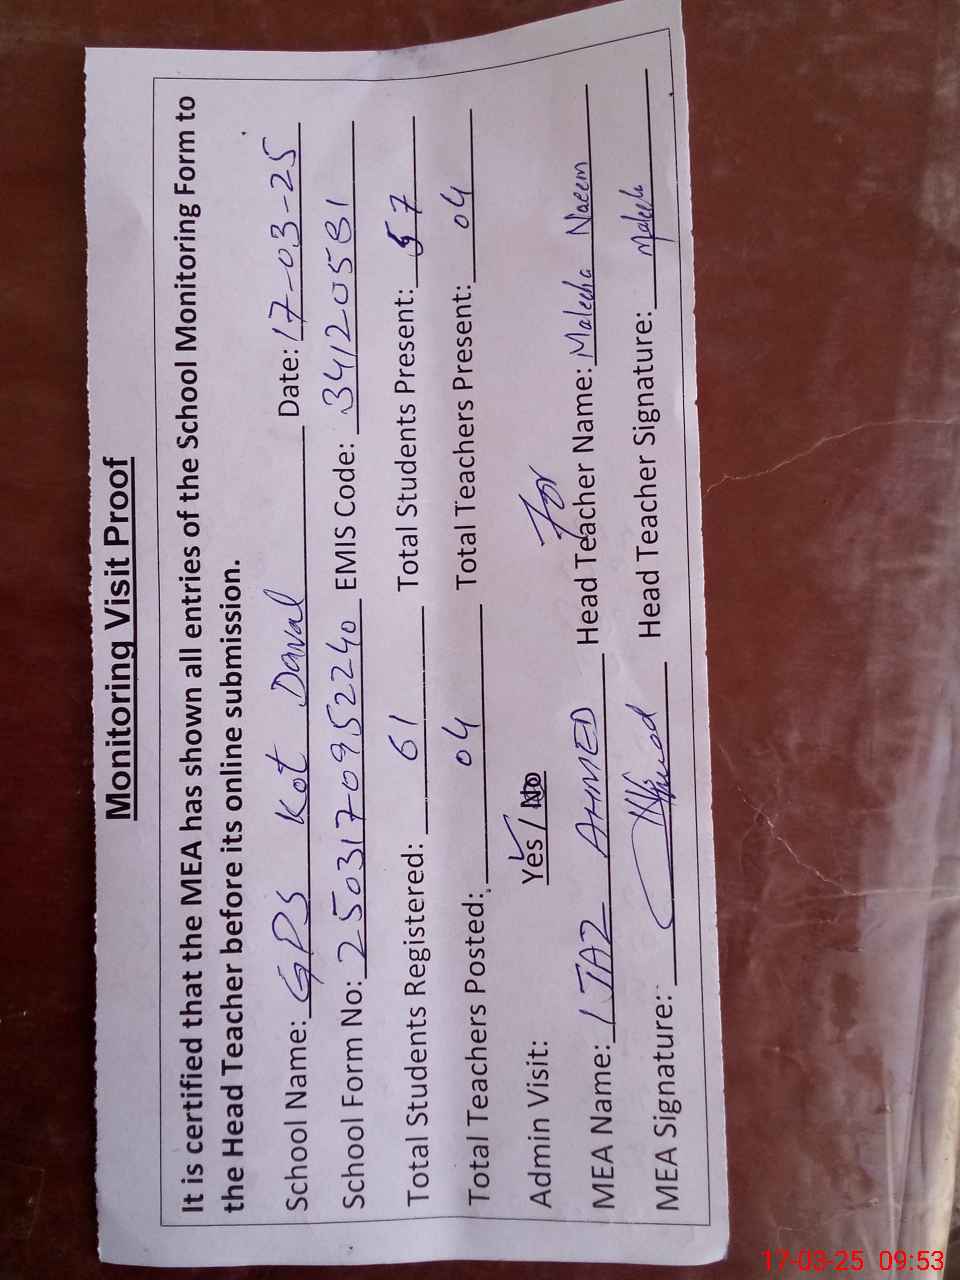 Monitoring Visit Proof
It is certified that the MEA has shown all entries of the School Monitoring Form to
the Head Teacher before its online submission.
School Name: GPS Kot Daval Date: 17-03-25
School Form No: 2503170952240 EMIS Code: 34120581
Total Students Registered: 61 Total Students Present: 57
Total Teachers Posted: 04 Total Teachers Present: 04
Admin Visit: Yes / No For
MEA Name: IJAZ AHMED Head Teacher Name: Maleeha Naeem
MEA Signature: Head Teacher Signature: Maleeha
17-03-25 09:53